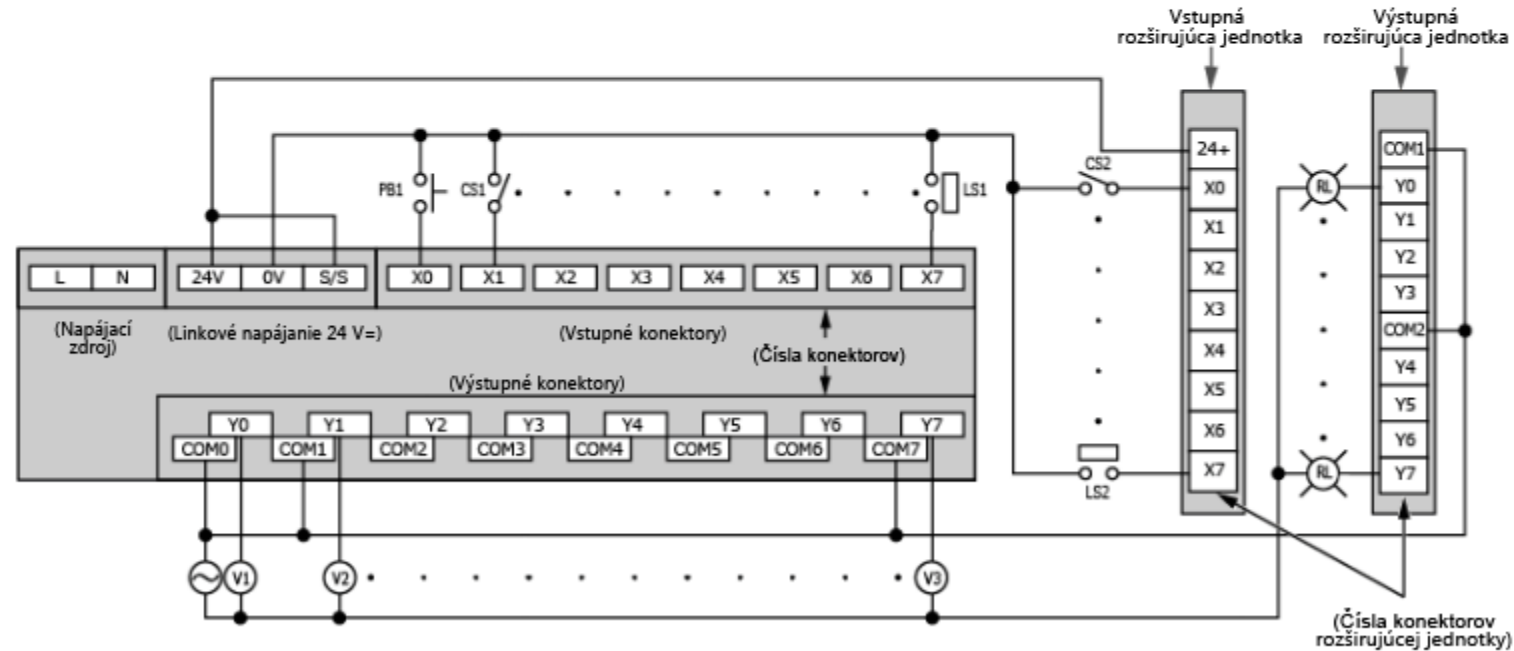 Vstupná
rozširujúca jednotka
Výstupná
rozširujúca jednotka
24+
X0
X1
X2
X3
X4
X5
X6
X7
COM1
Y0
Y1
Y2
Y3
COM2
Y4
Y5
Y6
Y7
PB1
CS1
LS1
CS2
LS2
RL
RL
L
N
24V
0V
S/S
X0
X1
X2
X3
X4
X5
X6
X7
(Napájací
zdroj)
(Linkové napájanie 24 V=)
(Vstupné konektory)
(Čísla konektorov)
(Výstupné konektory)
Y0
Y1
Y2
Y3
Y4
Y5
Y6
Y7
COM0
COM1
COM2
COM3
COM4
COM5
COM6
COM7
V1
V2
V3
(Čísla konektorov
rozširujúcej jednotky)